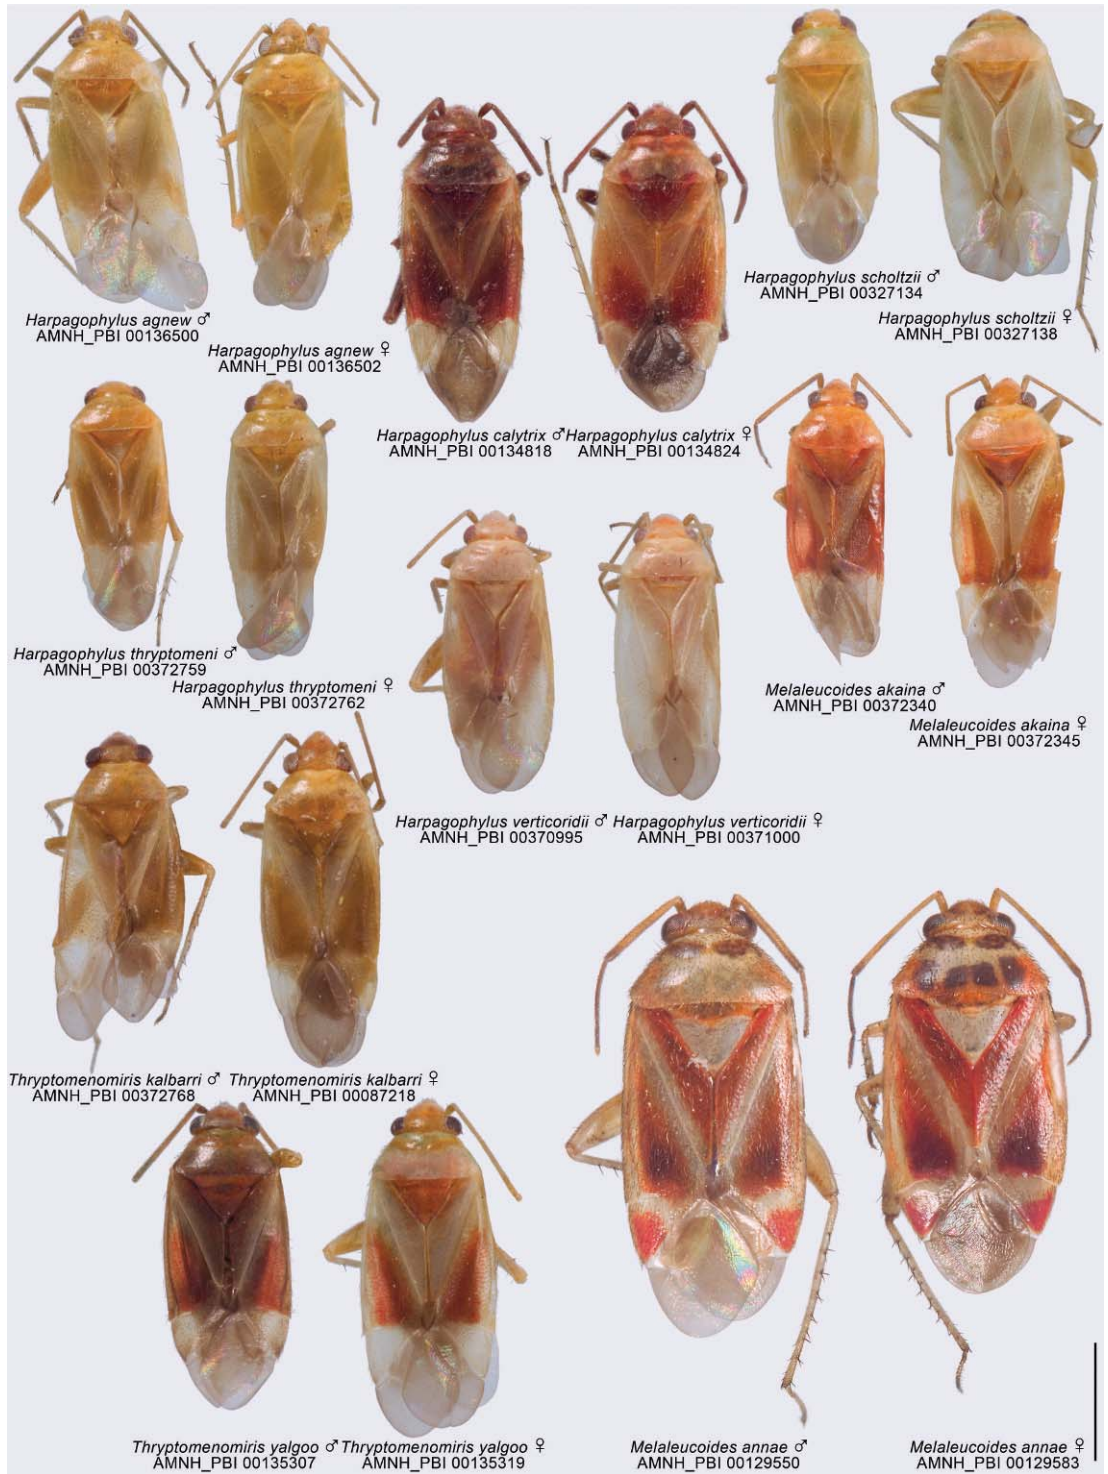 Harpagophylus agnew ♂
AMNH_PBI 00136500
Harpagophylus agnew ♀
AMNH_PBI 00136502
Harpagophylus scholtzii ♂
AMNH_PBI 00327134
Harpagophylus scholtzii ♀
AMNH_PBI 00327138
Harpagophylus calytrix ♂
AMNH_PBI 00134818
Harpagophylus calytrix ♀
AMNH_PBI 00134824
Harpagophylus thryptomeni ♂
AMNH_PBI 00372759
Harpagophylus thryptomeni ♀
AMNH_PBI 00372762
Melaleucoides akaina ♂
AMNH_PBI 00372340
Melaleucoides akaina ♀
AMNH_PBI 00372345
Harpagophylus verticoridii ♂
AMNH_PBI 00370995
Harpagophylus verticoridii ♀
AMNH_PBI 00371000
Thryptomenomiris kalbarri ♂
AMNH_PBI 00372768
Thryptomenomiris kalbarri ♀
AMNH_PBI 00087218
Thryptomenomiris yalgoo ♂
AMNH_PBI 00135307
Thryptomenomiris yalgoo ♀
AMNH_PBI 00135319
Melaleucoides annae ♂
AMNH_PBI 00129550
Melaleucoides annae ♀
AMNH_PBI 00129583